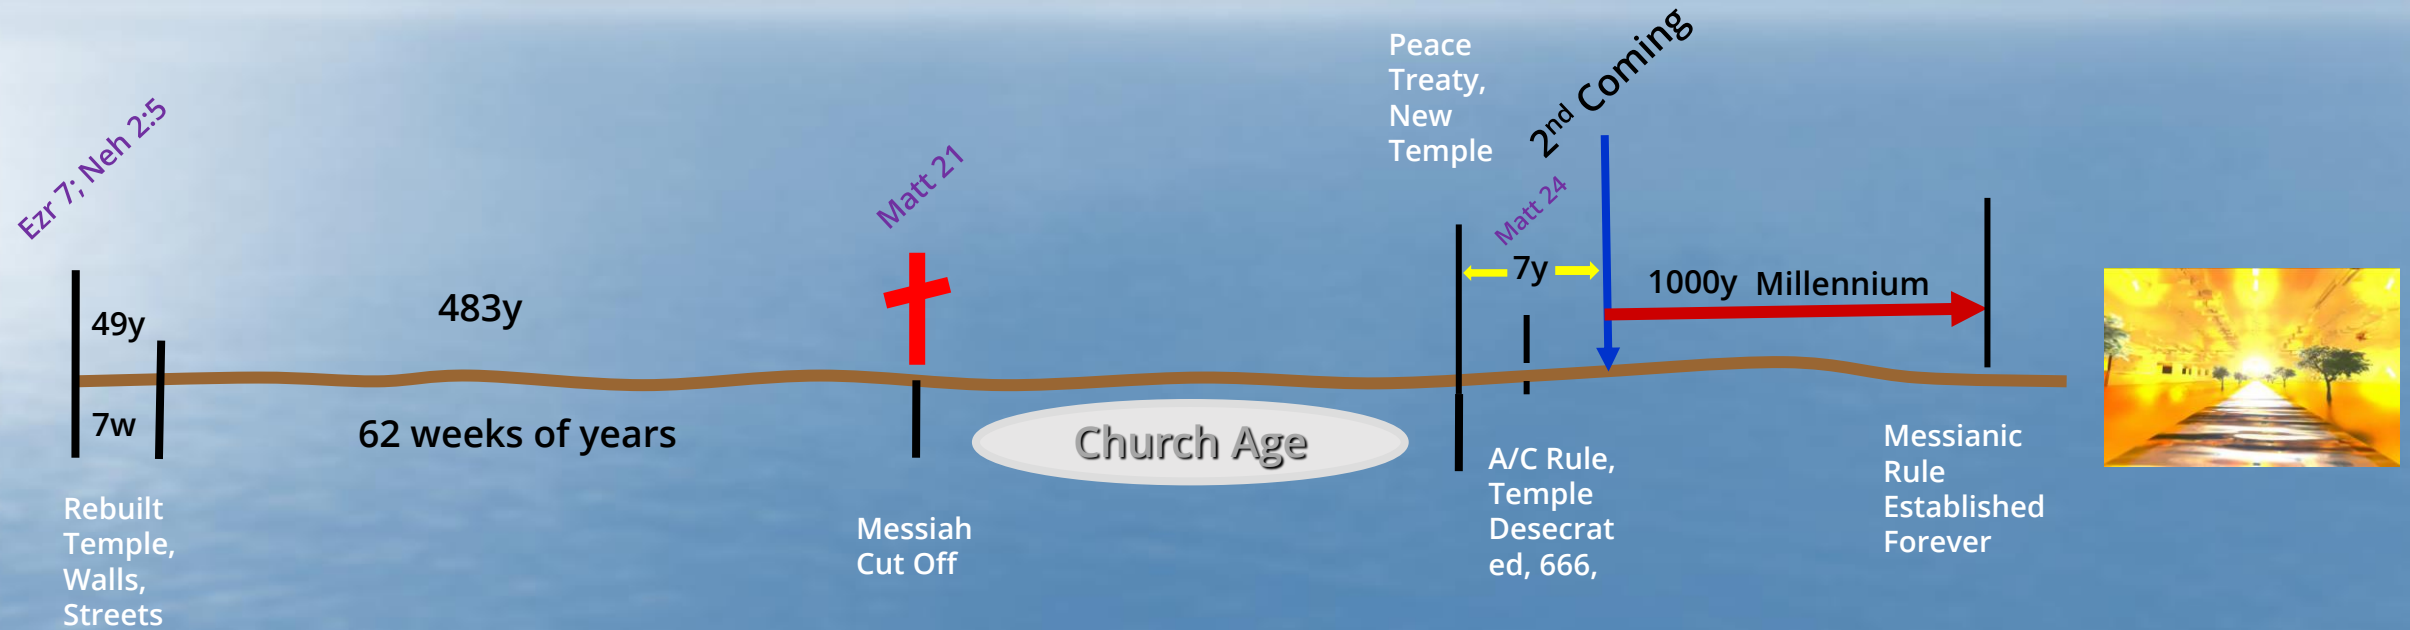 Ezr 7; Neh 2:5
49y
7w
Rebuilt
Temple,
Walls,
Streets
483y
62 weeks of years
Matt 21
Messiah
Cut Off
Church Age
Peace
Treaty,
New
Temple
2nd Coming
Matt 24
7y
A/C Rule,
Temple
Desecrat
ed, 666,
1000y Millennium
Messianic
Rule
Established
Forever